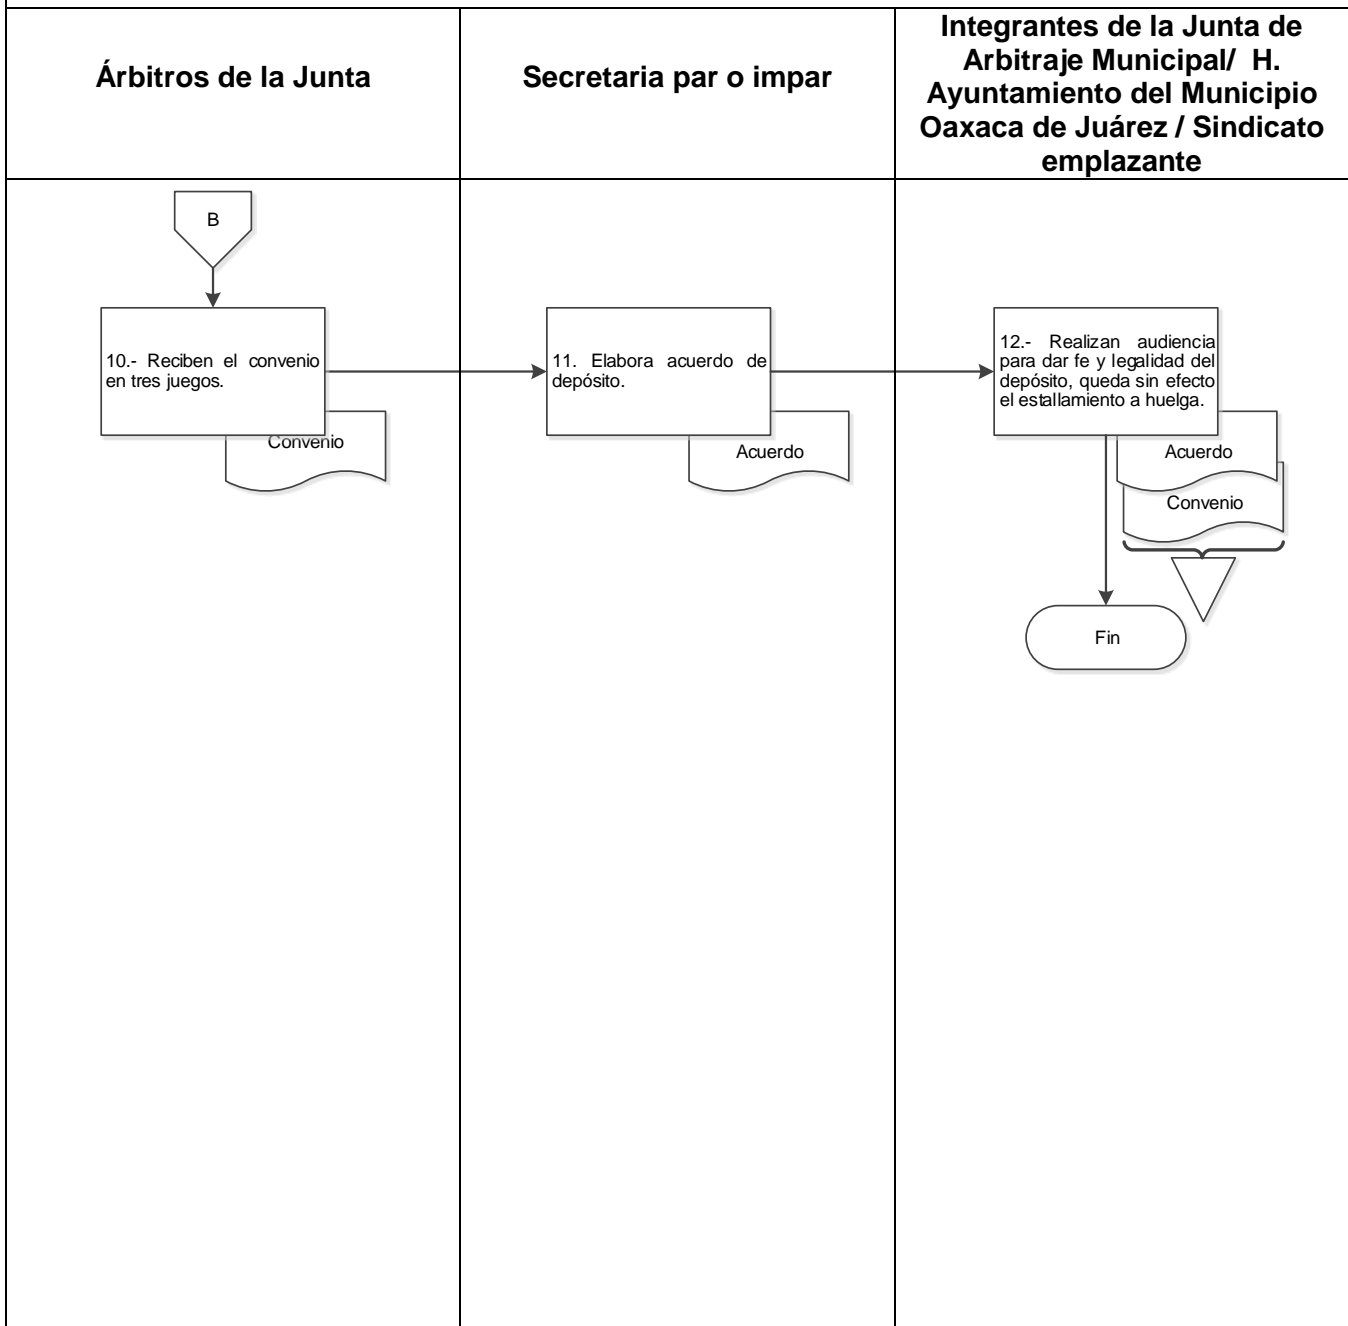 Árbitros de la Junta
Secretaria par o impar
Integrantes de la Junta de
Arbitraje Municipal/ H.
Ayuntamiento del Municipio
Oaxaca de Juárez / Sindicato
emplazante
B
10.- Reciben el convenio
en tres juegos.
Convenio
11. Elabora acuerdo de
depósito.
Acuerdo
12.- Realizan audiencia
para dar fe y legalidad del
depósito, queda sin efecto
el estallamiento a huelga.
Acuerdo
Convenio
Fin